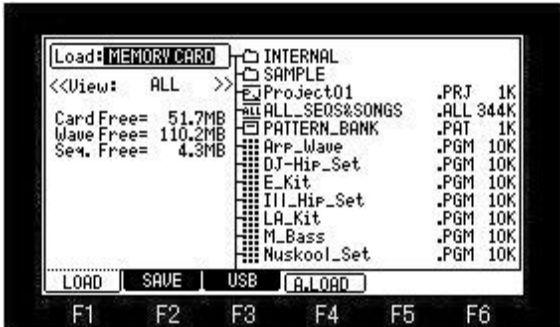 Load: MEMORY CARD
<<View: ALL >>
Card Free= 51.7MB
Wave Free= 110.2MB
Seq. Free= 4.3MB
INTERNAL
SAMPLE
Project01 .PRJ 1K
ALL_SEQS&SONGS .ALL 344K
PATTERN_BANK .PAT 1K
Arp_Wave .PGM 10K
DJ-Hip_Set .PGM 10K
E_Kit .PGM 10K
Ill_Hip_Set .PGM 10K
LA_Kit .PGM 10K
M_Bass .PGM 10K
Nuskool_Set .PGM 10K
LOAD SAVE USB A.LOAD
F1 F2 F3 F4 F5 F6